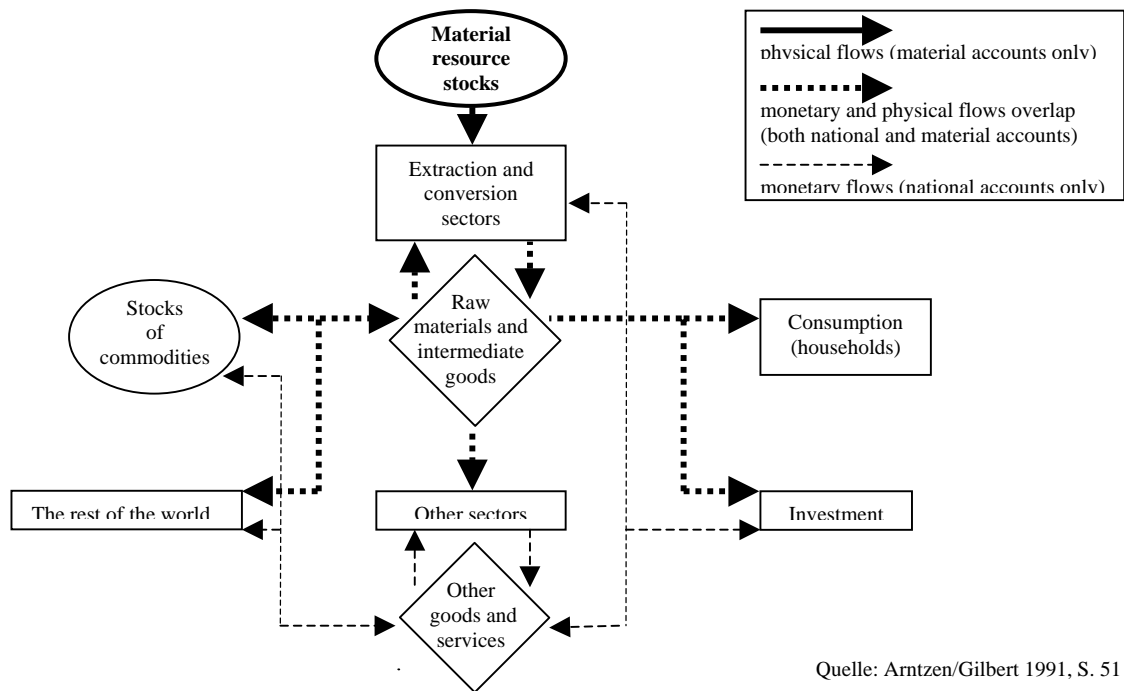 Material
resource
stocks
physical flows (material accounts only)
monetary and physical flows overlap
(both national and material accounts)
monetary flows (national accounts only)
Extraction and
conversion
sectors
Stocks
of
commodities
Raw
materials and
intermediate
goods
Consumption
(households)
The rest of the world
Other sectors
Investment
Other
goods and
services
Quelle: Arntzen/Gilbert 1991, S. 51